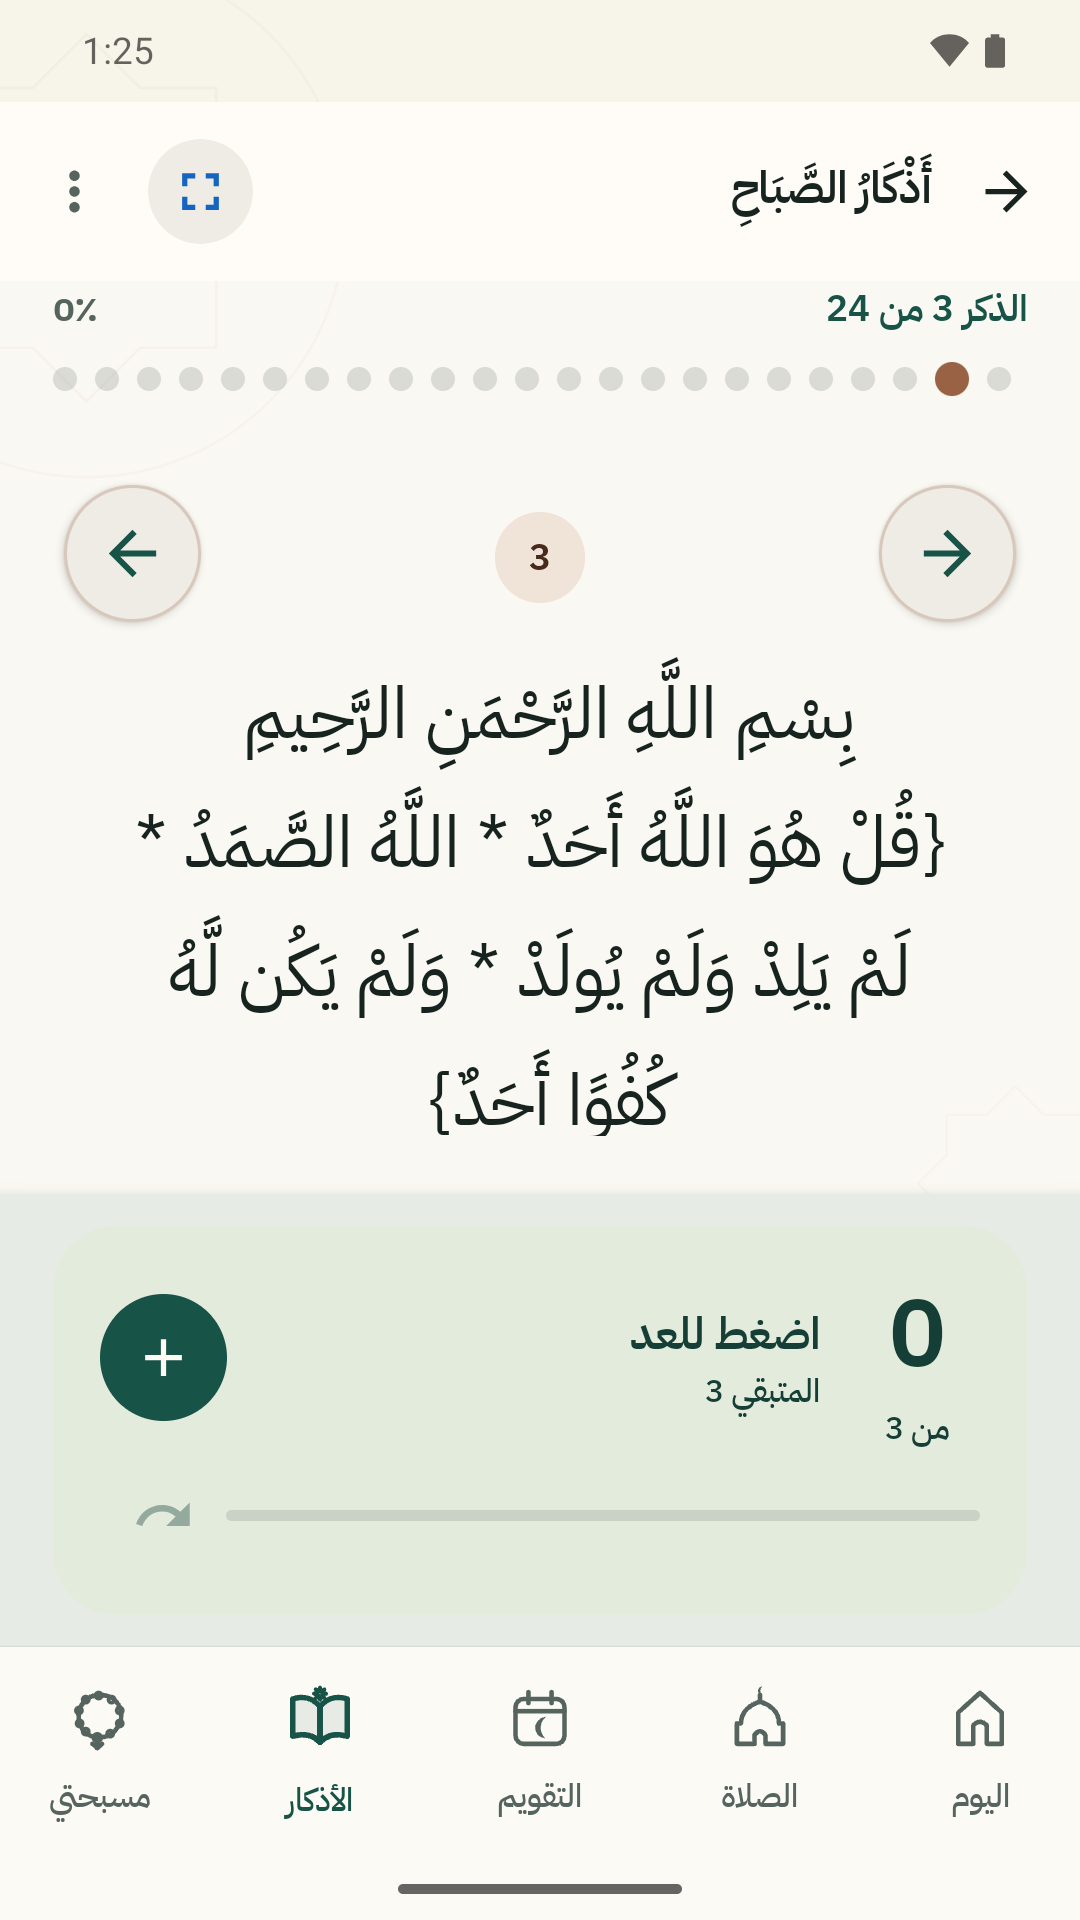 1:25
أَذْكَارُ الصَّبَاحِ
الذكر 3 من 24
0٪
3
بِسْمِ اللَّهِ الرَّحْمَنِ الرَّحِيمِ
{قُلْ هُوَ اللَّهُ أَحَدٌ * اللَّهُ الصَّمَدُ *
لَمْ يَلِدْ وَلَمْ يُولَدْ * وَلَمْ يَكُن لَّهُ
كُفُوًا أَحَدٌ}
0
من 3
اضغط للعد
المتبقي 3
اليوم
الصلاة
التقويم
الأذكار
مسبحتي